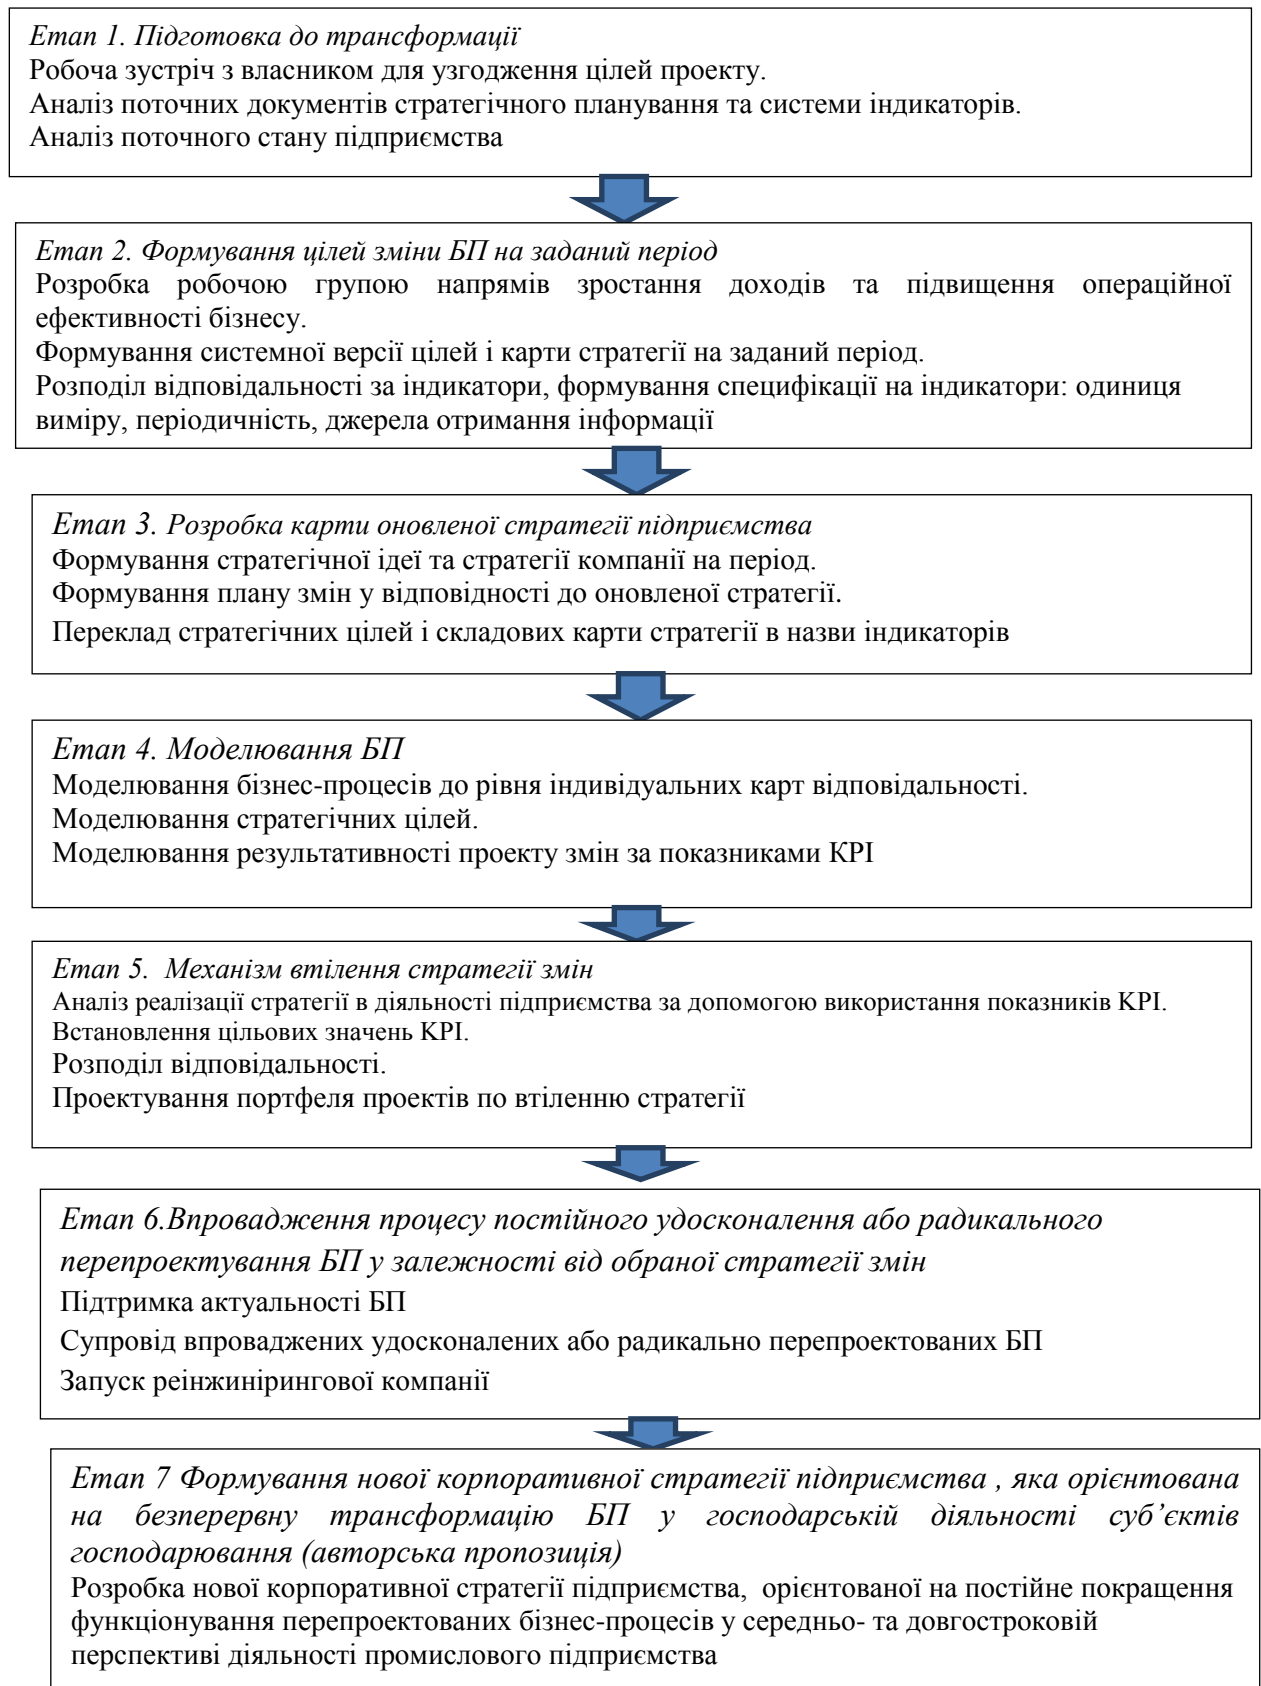 Етап 1. Підготовка до трансформації
Робоча зустріч з власником для узгодження цілей проекту.
Аналіз поточних документів стратегічного планування та системи індикаторів.
Аналіз поточного стану підприємства
Етап 2. Формування цілей зміни БП на заданий період
Розробка робочою групою напрямів зростання доходів та підвищення операційної
ефективності бізнесу.
Формування системної версії цілей і карти стратегії на заданий період.
Розподіл відповідальності за індикатори, формування специфікації на індикатори: одиниця
виміру, періодичність, джерела отримання інформації
Етап 3. Розробка карти оновленої стратегії підприємства
Формування стратегічної ідеї та стратегії компанії на період.
Формування плану змін у відповідності до оновленої стратегії.
Переклад стратегічних цілей і складових карти стратегії в назви індикаторів
Етап 4. Моделювання БП
Моделювання бізнес-процесів до рівня індивідуальних карт відповідальності.
Моделювання стратегічних цілей.
Моделювання результативності проекту змін за показниками КРІ
Етап 5.  Механізм втілення стратегії змін
Аналіз реалізації стратегії в діяльності підприємства за допомогою використання показників KPI.
Встановлення цільових значень KPI.
Розподіл відповідальності.
Проектування портфеля проектів по втіленню стратегії
Етап 6.Впровадження процесу постійного удосконалення або радикального
перепроектування БП у залежності від обраної стратегії змін
Підтримка актуальності БП
Супровід впроваджених удосконалених або радикально перепроектованих БП
Запуск реінжинірингової компанії
Етап 7 Формування нової корпоративної стратегії підприємства , яка орієнтована
на безперервну трансформацію БП у господарській діяльності суб’єктів
господарювання (авторська пропозиція)
Розробка нової корпоративної стратегії підприємства,  орієнтованої на постійне покращення
функціонування перепроектованих бізнес-процесів у середньо- та довгостроковій
перспективі діяльності промислового підприємства